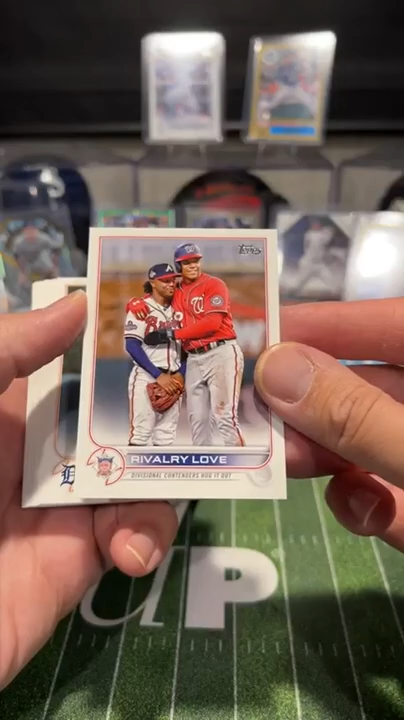 Topps
Braves
W
RIVALRY LOVE
DIVISIONAL CONTENDERS HUG IT OUT
D
P